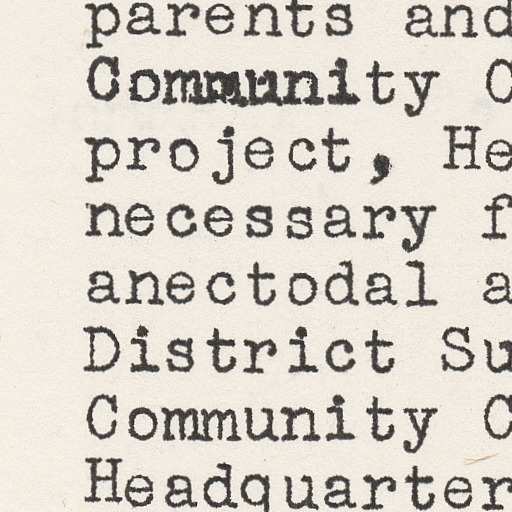 parents and
Community C
project, He
necessary f
anectodal a
District Su
Community C
Headquarter